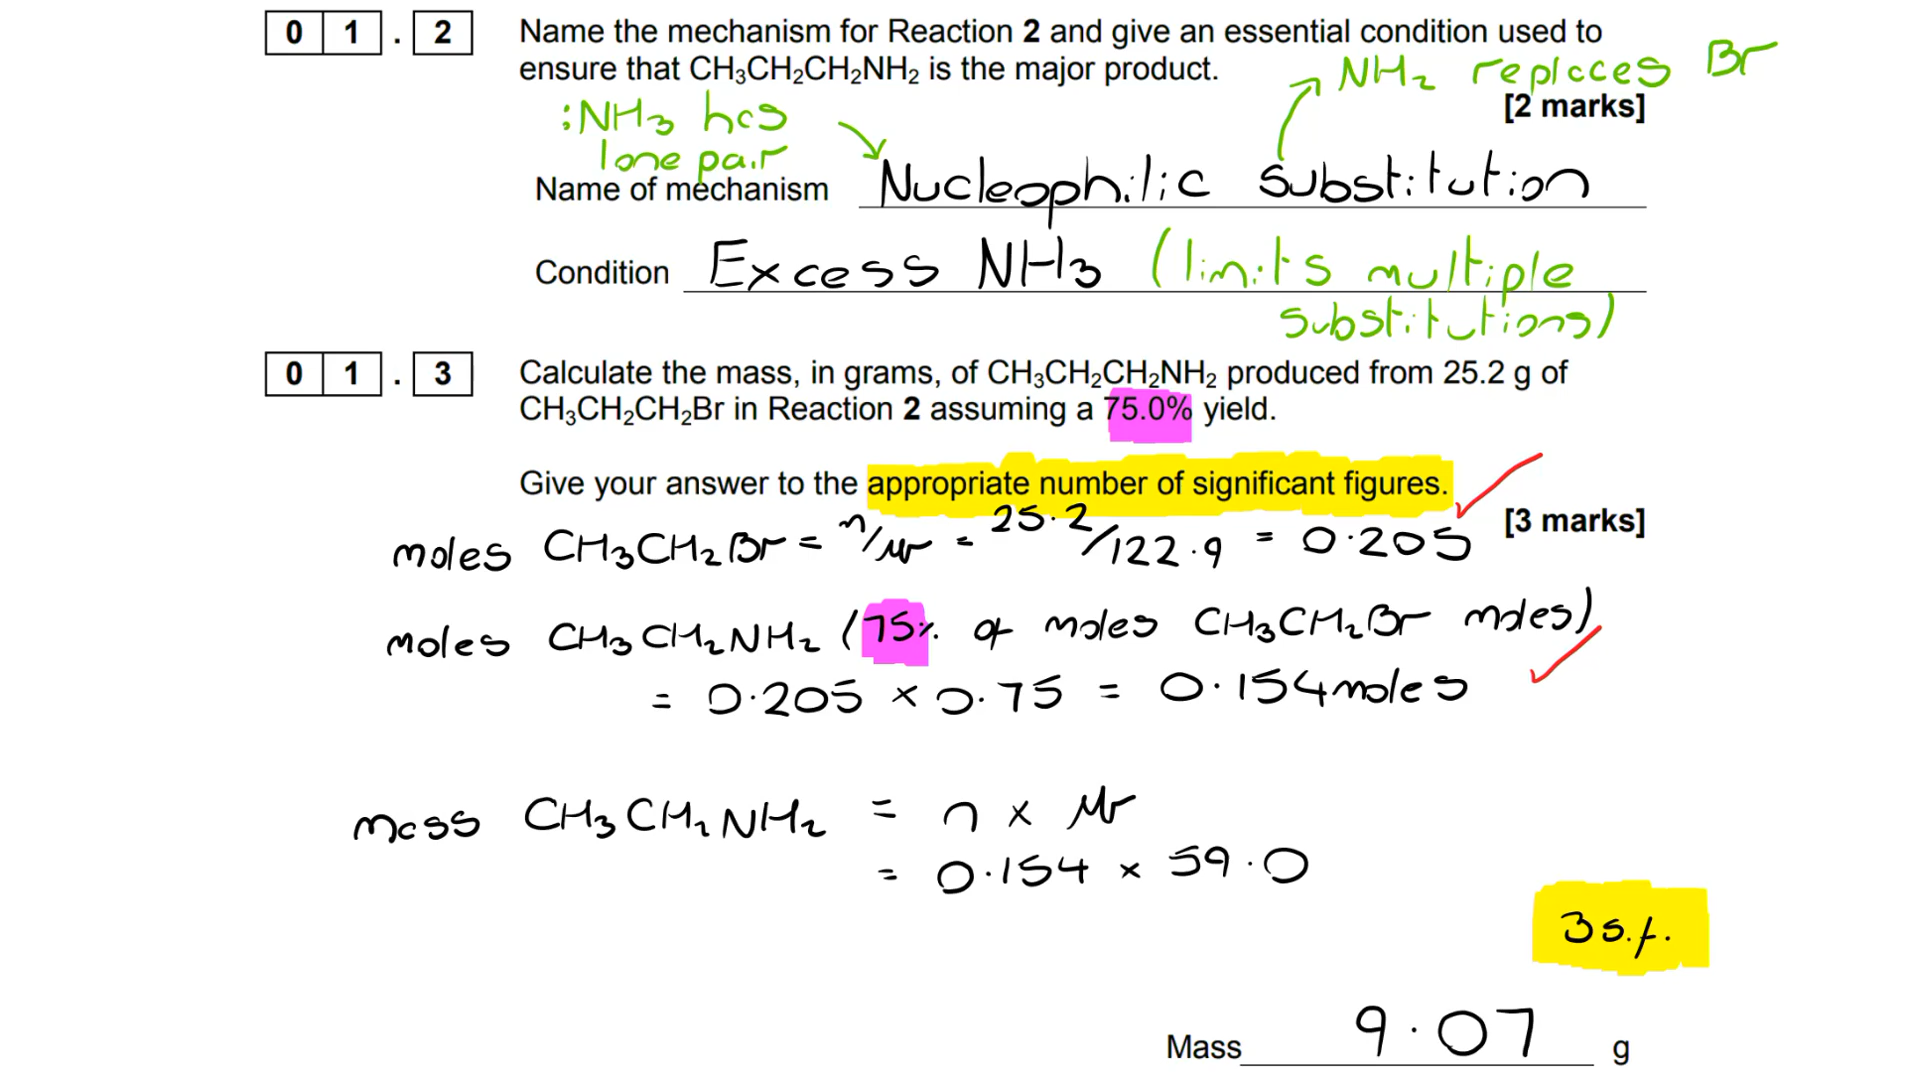 0 1 . 2 Name the mechanism for Reaction 2 and give an essential condition used to
ensure that CH₃CH₂CH₂NH₂ is the major product.
NH₂ replaces Br
[2 marks]
:NH₃ has
lone pair
Name of mechanism Nucleophilic substitution
Condition Excess NH₃ (limits multiple
substitutions)
0 1 . 3 Calculate the mass, in grams, of CH₃CH₂CH₂NH₂ produced from 25.2 g of
CH₃CH₂CH₂Br in Reaction 2 assuming a 75.0% yield.
Give your answer to the appropriate number of significant figures.
[3 marks]
moles CH₃CH₂Br = m/Mr = 25.2/122.9 = 0.205
moles CH₃CH₂NH₂ (75% of moles CH₃CH₂Br moles)
= 0.205 × 0.75 = 0.154 moles
mass CH₃CH₂NH₂ = n × Mr
= 0.154 × 59.0
3 s.f.
Mass 9.07 g